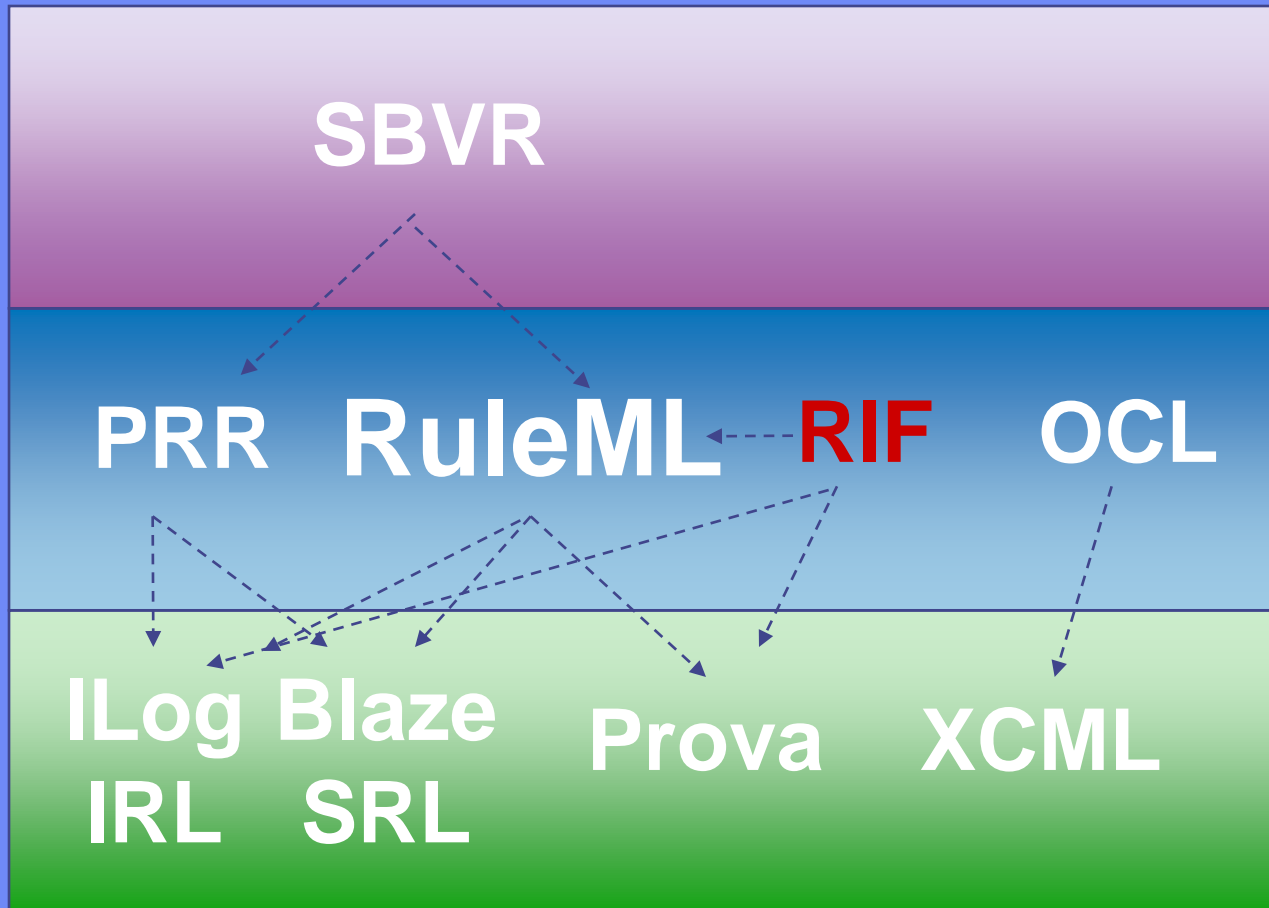 SBVR
PRR RuleML RIF OCL
ILog Blaze
IRL SRL
Prova XCML